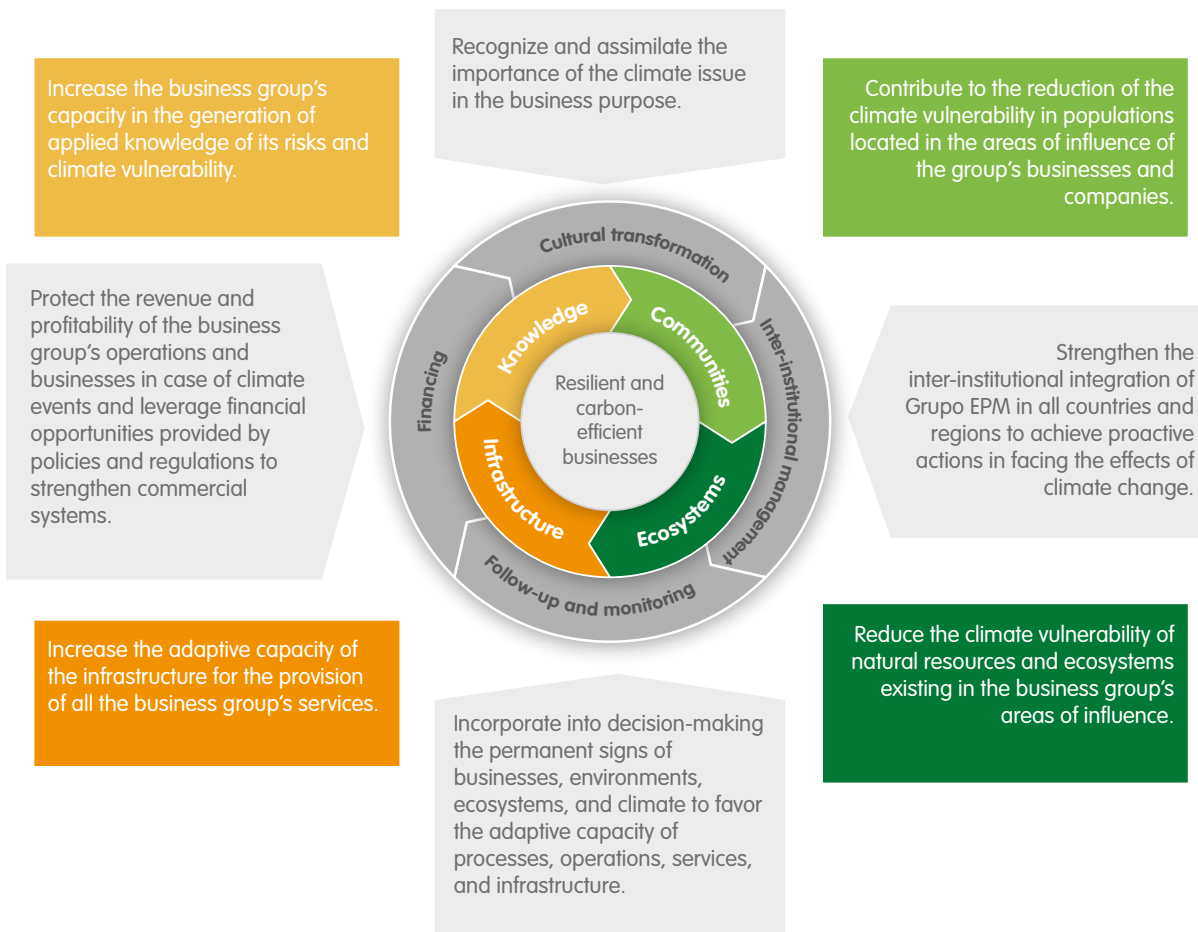 Recognize and assimilate the
importance of the climate issue
in the business purpose.
Increase the business group's
capacity in the generation of
applied knowledge of its risks and
climate vulnerability.
Contribute to the reduction of the
climate vulnerability in populations
located in the areas of influence of
the group's businesses and
companies.
Protect the revenue and
profitability of the business
group's operations and
businesses in case of climate
events and leverage financial
opportunities provided by
policies and regulations to
strengthen commercial
systems.
Cultural transformation
Inter-institutional management
Follow-up and monitoring
Financing
Knowledge
Communities
Ecosystems
Infrastructure
Resilient and
carbon-
efficient
businesses
Strengthen the
inter-institutional integration of
Grupo EPM in all countries and
regions to achieve proactive
actions in facing the effects of
climate change.
Increase the adaptive capacity of
the infrastructure for the provision
of all the business group's services.
Reduce the climate vulnerability of
natural resources and ecosystems
existing in the business group's
areas of influence.
Incorporate into decision-making
the permanent signs of
businesses, environments,
ecosystems, and climate to favor
the adaptive capacity of
processes, operations, services,
and infrastructure.